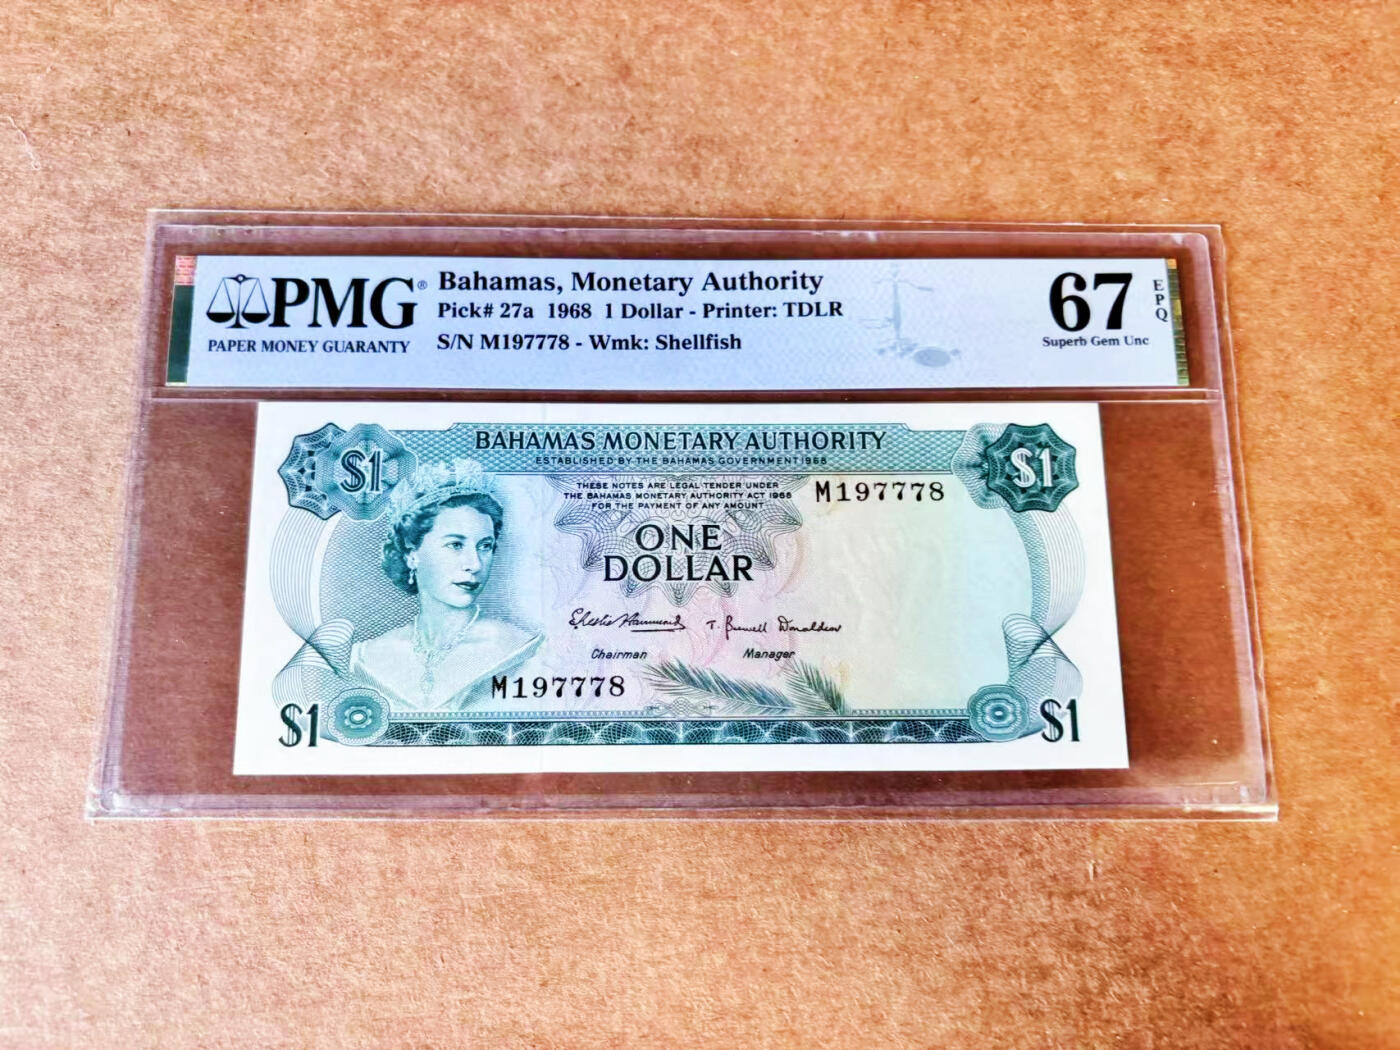 PMG®
PAPER MONEY GUARANTY
Bahamas, Monetary Authority
Pick# 27a 1968 1 Dollar - Printer: TDLR
S/N M197778 - Wmk: Shellfish
67
EPQ
Superb Gem Unc
$1
BAHAMAS MONETARY AUTHORITY
ESTABLISHED BY THE BAHAMAS GOVERNMENT 1968
$1
THESE NOTES ARE LEGAL TENDER UNDER
THE BAHAMAS MONETARY AUTHORITY ACT 1968
FOR THE PAYMENT OF ANY AMOUNT
M197778
ONE
DOLLAR
T. Burwell Donaldson
Chairman
Manager
M197778
$1
$1